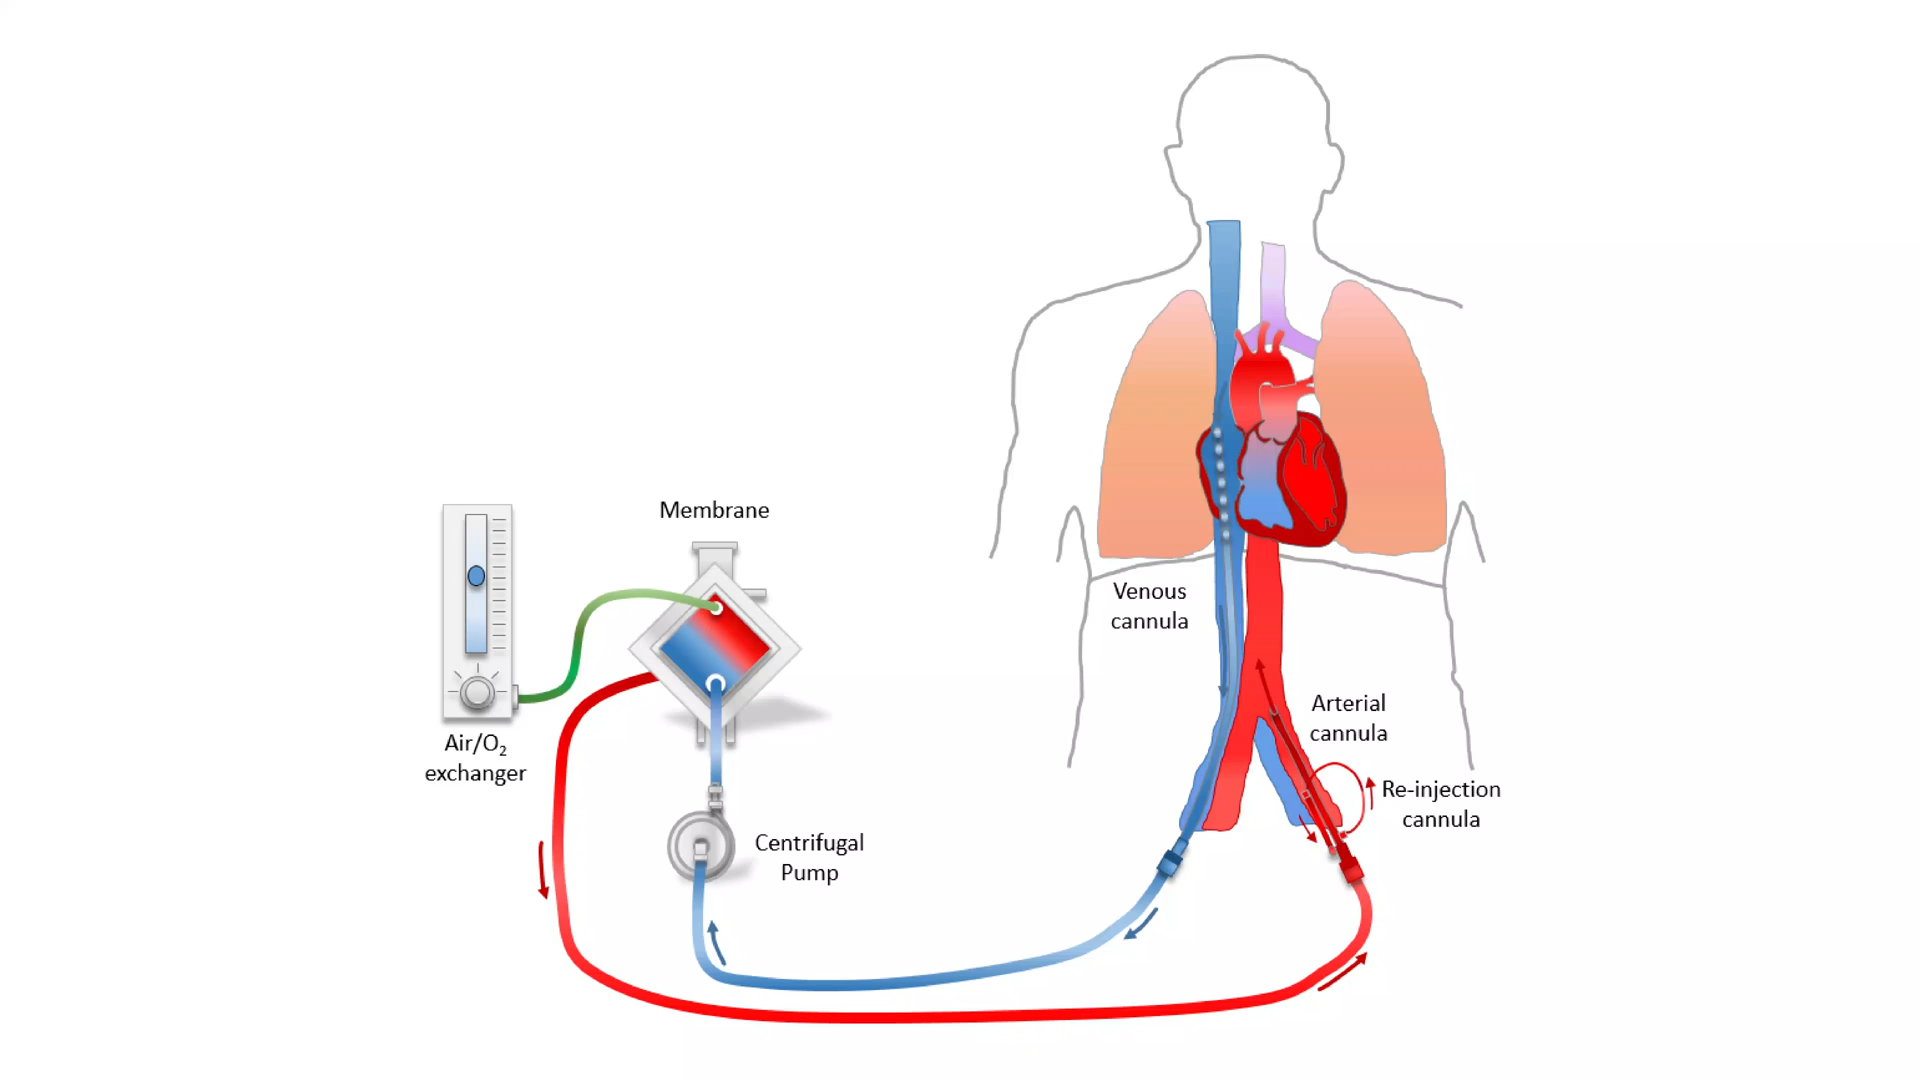 Membrane
Air/O₂
exchanger
Centrifugal
Pump
Venous
cannula
Arterial
cannula
Re-injection
cannula